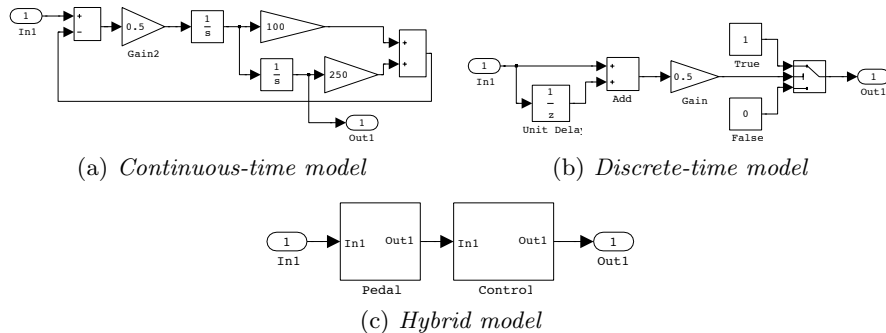 1
In1
+
−
0.5
Gain2
1
s
100
1
s
250
+
+
1
Out1
(a) Continuous-time model
1
In1
1
z
Unit Delay
+
+
Add
0.5
Gain
1
True
0
False
1
Out1
(b) Discrete-time model
1
In1
In1 Out1
Pedal
In1 Out1
Control
1
Out1
(c) Hybrid model